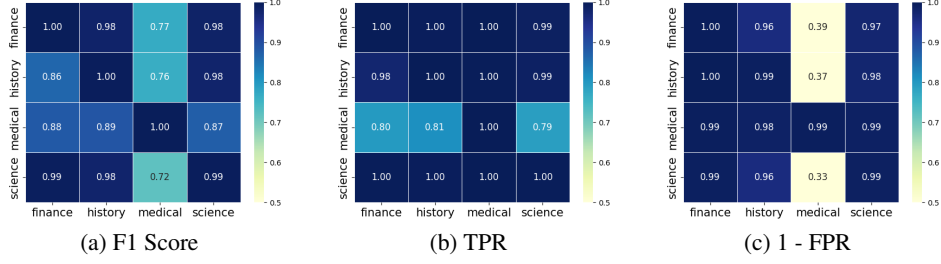 finance 1.00 0.98 0.77 0.98
history 0.86 1.00 0.76 0.98
medical 0.88 0.89 1.00 0.87
science 0.99 0.98 0.72 0.99
finance history medical science
1.0
0.9
0.8
0.7
0.6
0.5
(a) F1 Score
finance 1.00 1.00 1.00 1.00
history 0.98 1.00 1.00 0.99
medical 0.80 0.81 1.00 0.79
science 1.00 1.00 1.00 1.00
finance history medical science
1.0
0.9
0.8
0.7
0.6
0.5
(b) TPR
finance 1.00 0.96 0.39 0.97
history 1.00 0.99 0.37 0.98
medical 0.99 0.98 0.99 0.99
science 0.99 0.96 0.33 0.99
finance history medical science
1.0
0.9
0.8
0.7
0.6
0.5
(c) 1 - FPR